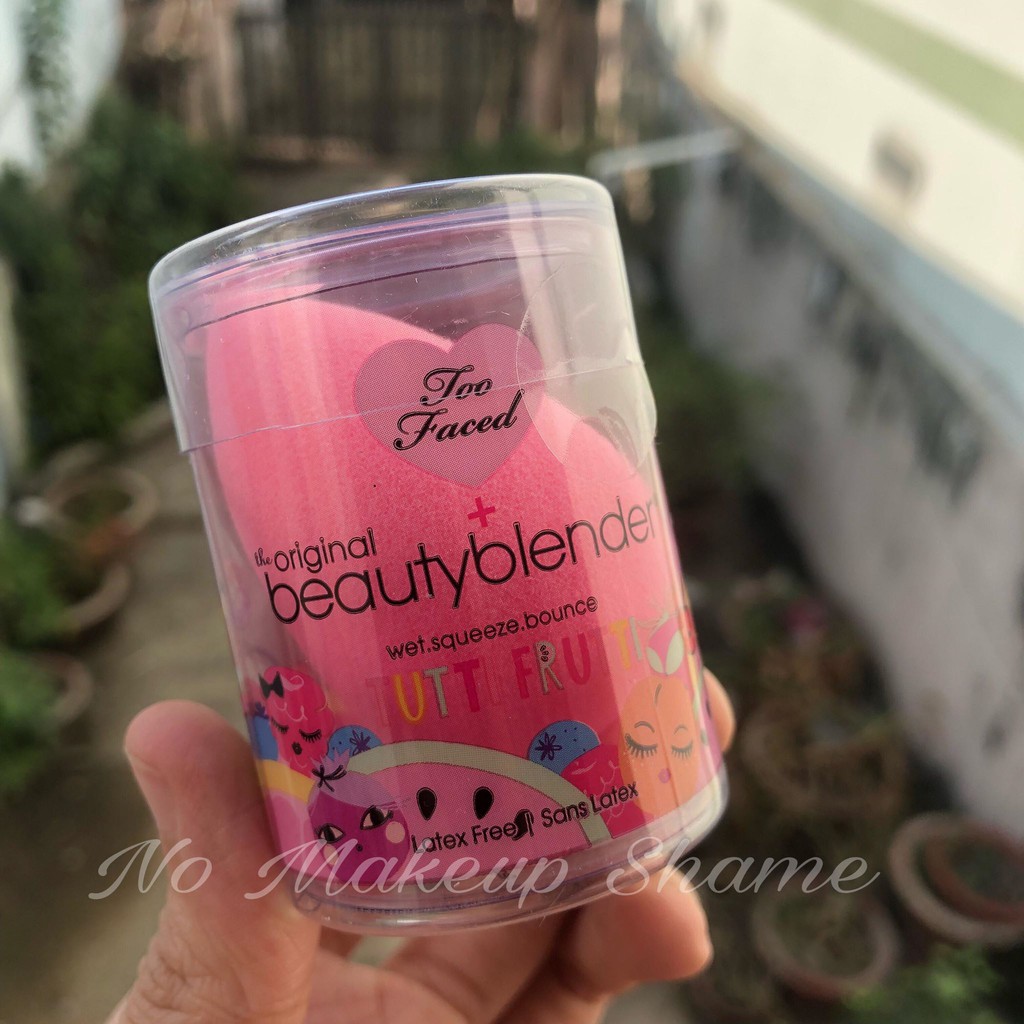 Too
Faced
+
the original
beautyblender
wet.squeeze.bounce
TUTTI FRUTTI
Latex Free Sans Latex
No Makeup Shame